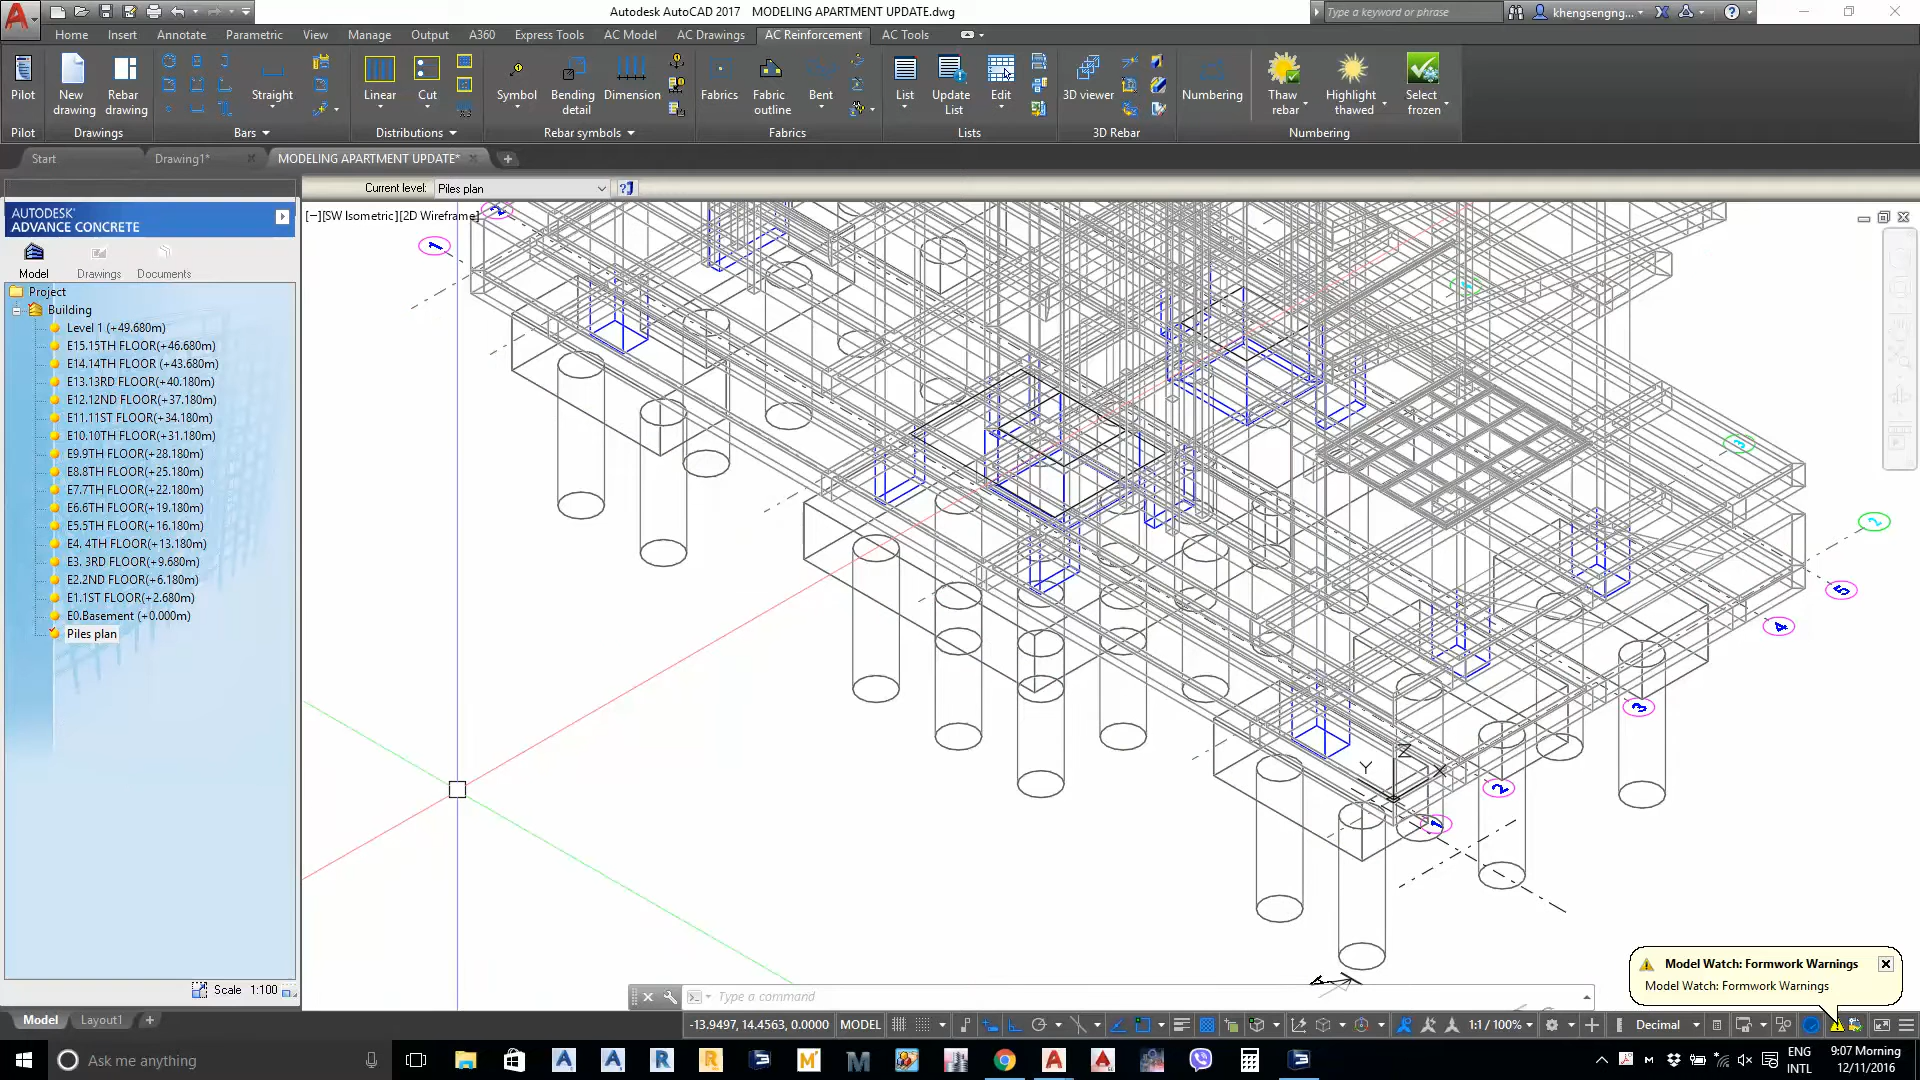 Autodesk AutoCAD 2017 MODELING APARTMENT UPDATE.dwg
Type a keyword or phrase
khengsengng...
Home Insert Annotate Parametric View Manage Output A360 Express Tools AC Model AC Drawings AC Reinforcement AC Tools
Pilot
New drawing
Rebar drawing
Straight
Linear
Cut
Symbol
Bending detail
Dimension
Fabrics
Fabric outline
Bent
List
Update List
Edit
3D viewer
Numbering
Thaw rebar
Highlight thawed
Select frozen
Pilot Drawings Bars Distributions Rebar symbols Fabrics Lists 3D Rebar Numbering
Start Drawing1* MODELING APARTMENT UPDATE*
Current level: Piles plan
[−][SW Isometric][2D Wireframe]
AUTODESK®
ADVANCE CONCRETE
Model Drawings Documents
Project
Building
Level 1 (+49.680m)
E15.15TH FLOOR(+46.680m)
E14.14TH FLOOR (+43.680m)
E13.13RD FLOOR(+40.180m)
E12.12ND FLOOR(+37.180m)
E11.11ST FLOOR(+34.180m)
E10.10TH FLOOR(+31.180m)
E9.9TH FLOOR(+28.180m)
E8.8TH FLOOR(+25.180m)
E7.7TH FLOOR(+22.180m)
E6.6TH FLOOR(+19.180m)
E5.5TH FLOOR(+16.180m)
E4. 4TH FLOOR(+13.180m)
E3. 3RD FLOOR(+9.680m)
E2.2ND FLOOR(+6.180m)
E1.1ST FLOOR(+2.680m)
E0.Basement (+0.000m)
Piles plan
1
2
3
2
5
4
3
2
1
Z
Y
X
Model Watch: Formwork Warnings
Model Watch: Formwork Warnings
Scale 1:100
Type a command
Model Layout1
-13.9497, 14.4563, 0.0000 MODEL
1:1 / 100%
Decimal
Ask me anything
ENG
INTL
9:07 Morning
12/11/2016